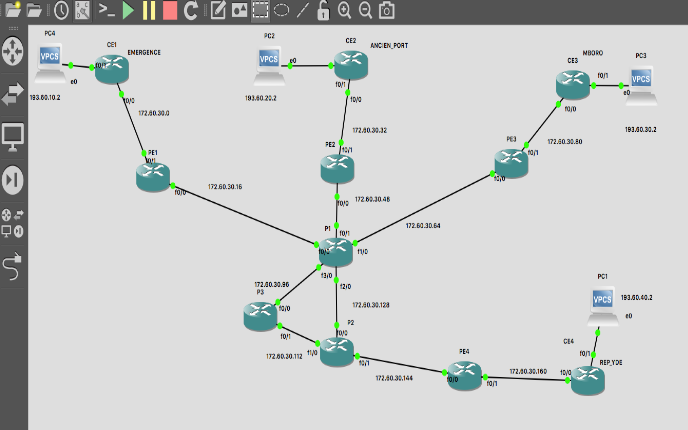 PC4
VPCS
e0
193.60.10.2
CE1
EMERGENCE
f0/1
f0/0
172.60.30.0
PE1
f0/1
f0/0
172.60.30.16
PC2
VPCS
e0
193.60.20.2
CE2
ANCIEN_PORT
f0/1
f0/0
172.60.30.32
PE2
f0/1
f0/0
172.60.30.48
MBORO
CE3
f0/1
f0/0
PC3
VPCS
e0
193.60.30.2
172.60.30.80
PE3
f0/1
f0/0
172.60.30.64
P1
f0/1
f0/0
f1/0
f3/0
f2/0
172.60.30.96
P3
f0/0
f0/1
172.60.30.128
P2
f0/0
f1/0
f0/1
172.60.30.112
172.60.30.144
PE4
f0/0
f0/1
172.60.30.160
PC1
VPCS
193.60.40.2
e0
CE4
f0/1
f0/0
REP_YDE